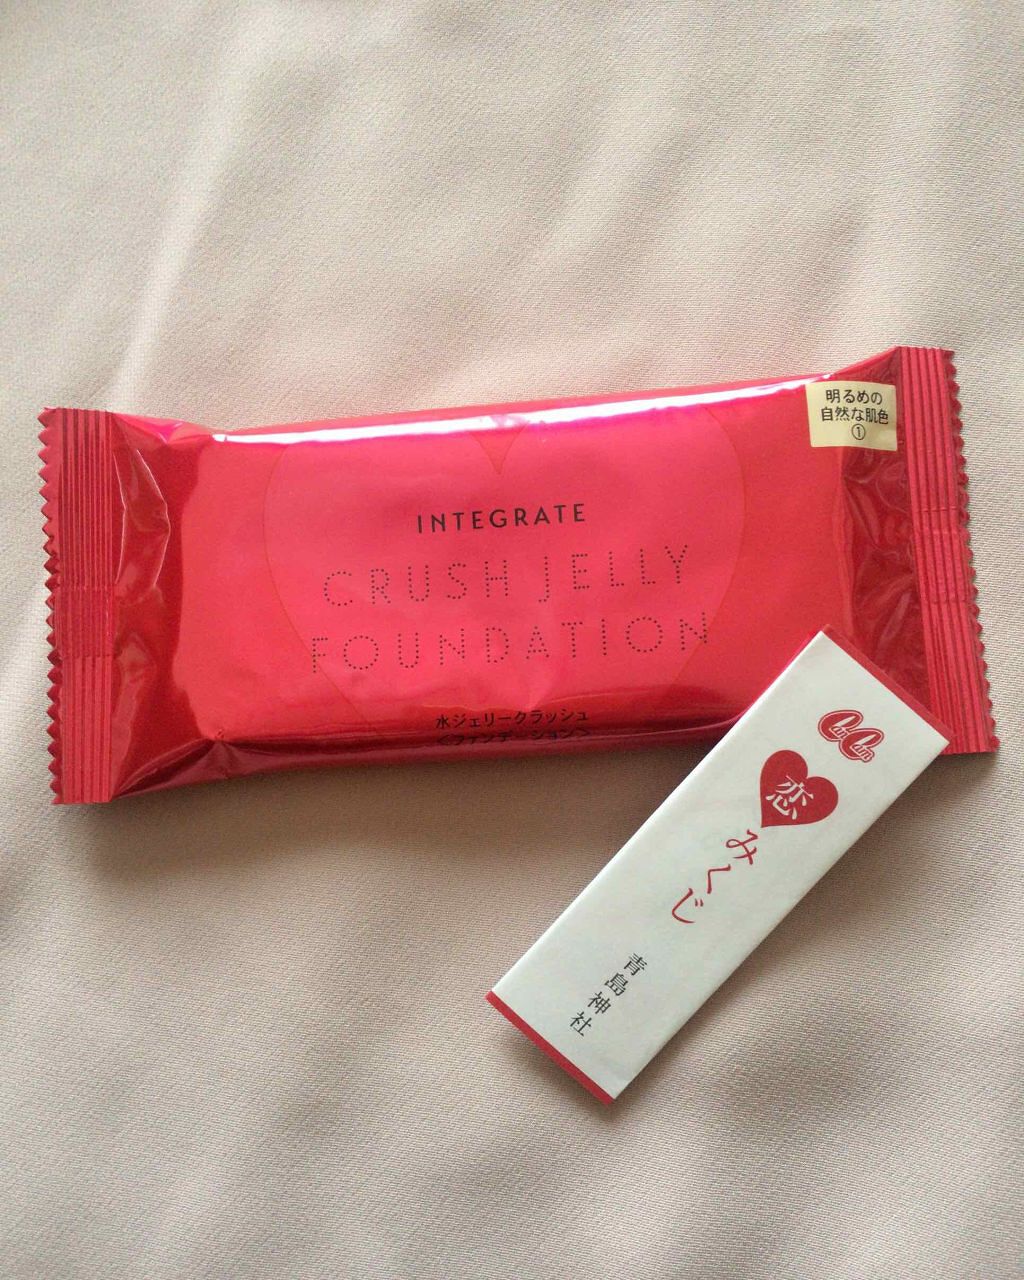 明るめの
自然な肌色
①
INTEGRATE
CRUSH JELLY
FOUNDATION
水ジェリークラッシュ
<ファンデーション>
CanCam
恋みくじ
青島神社